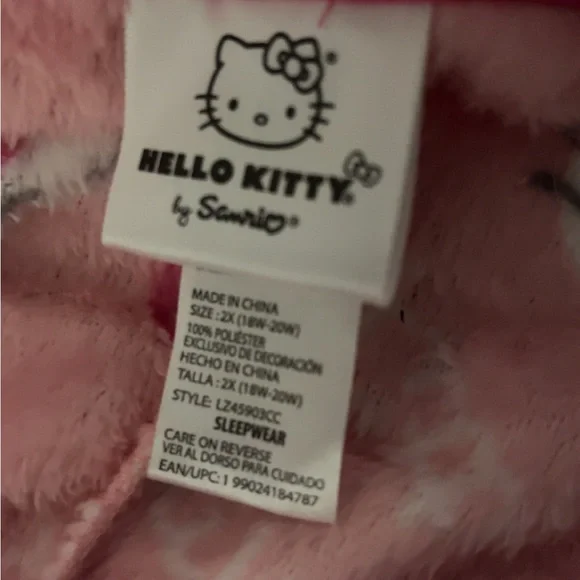 HELLO KITTY®
by Sanrio®
MADE IN CHINA
SIZE : 2X (18W-20W)
100% POLIÉSTER
EXCLUSIVO DE DECORACIÓN
HECHO EN CHINA
TALLA : 2X (18W-20W)
STYLE: LZ45903CC
SLEEPWEAR
CARE ON REVERSE
VER AL DORSO PARA CUIDADO
EAN/UPC: 1 99024184787